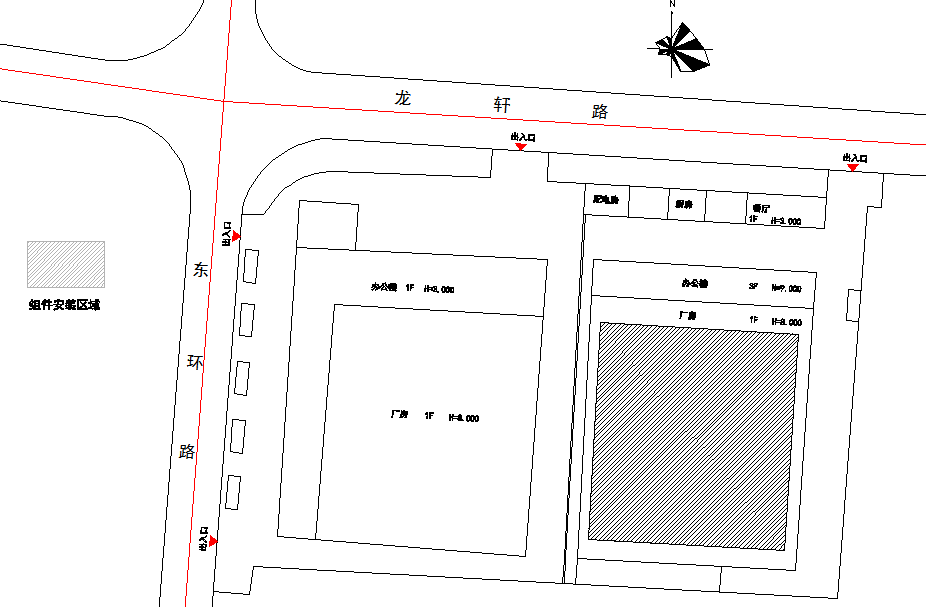 N
龙轩路
出入口
出入口
配电房
厨房
餐厅
1F H=3.000
出入口
东环路
办公楼 1F H=3.000
办公楼 3F H=9.000
厂房 1F H=8.000
组件安装区域
厂房 1F H=8.000
出入口